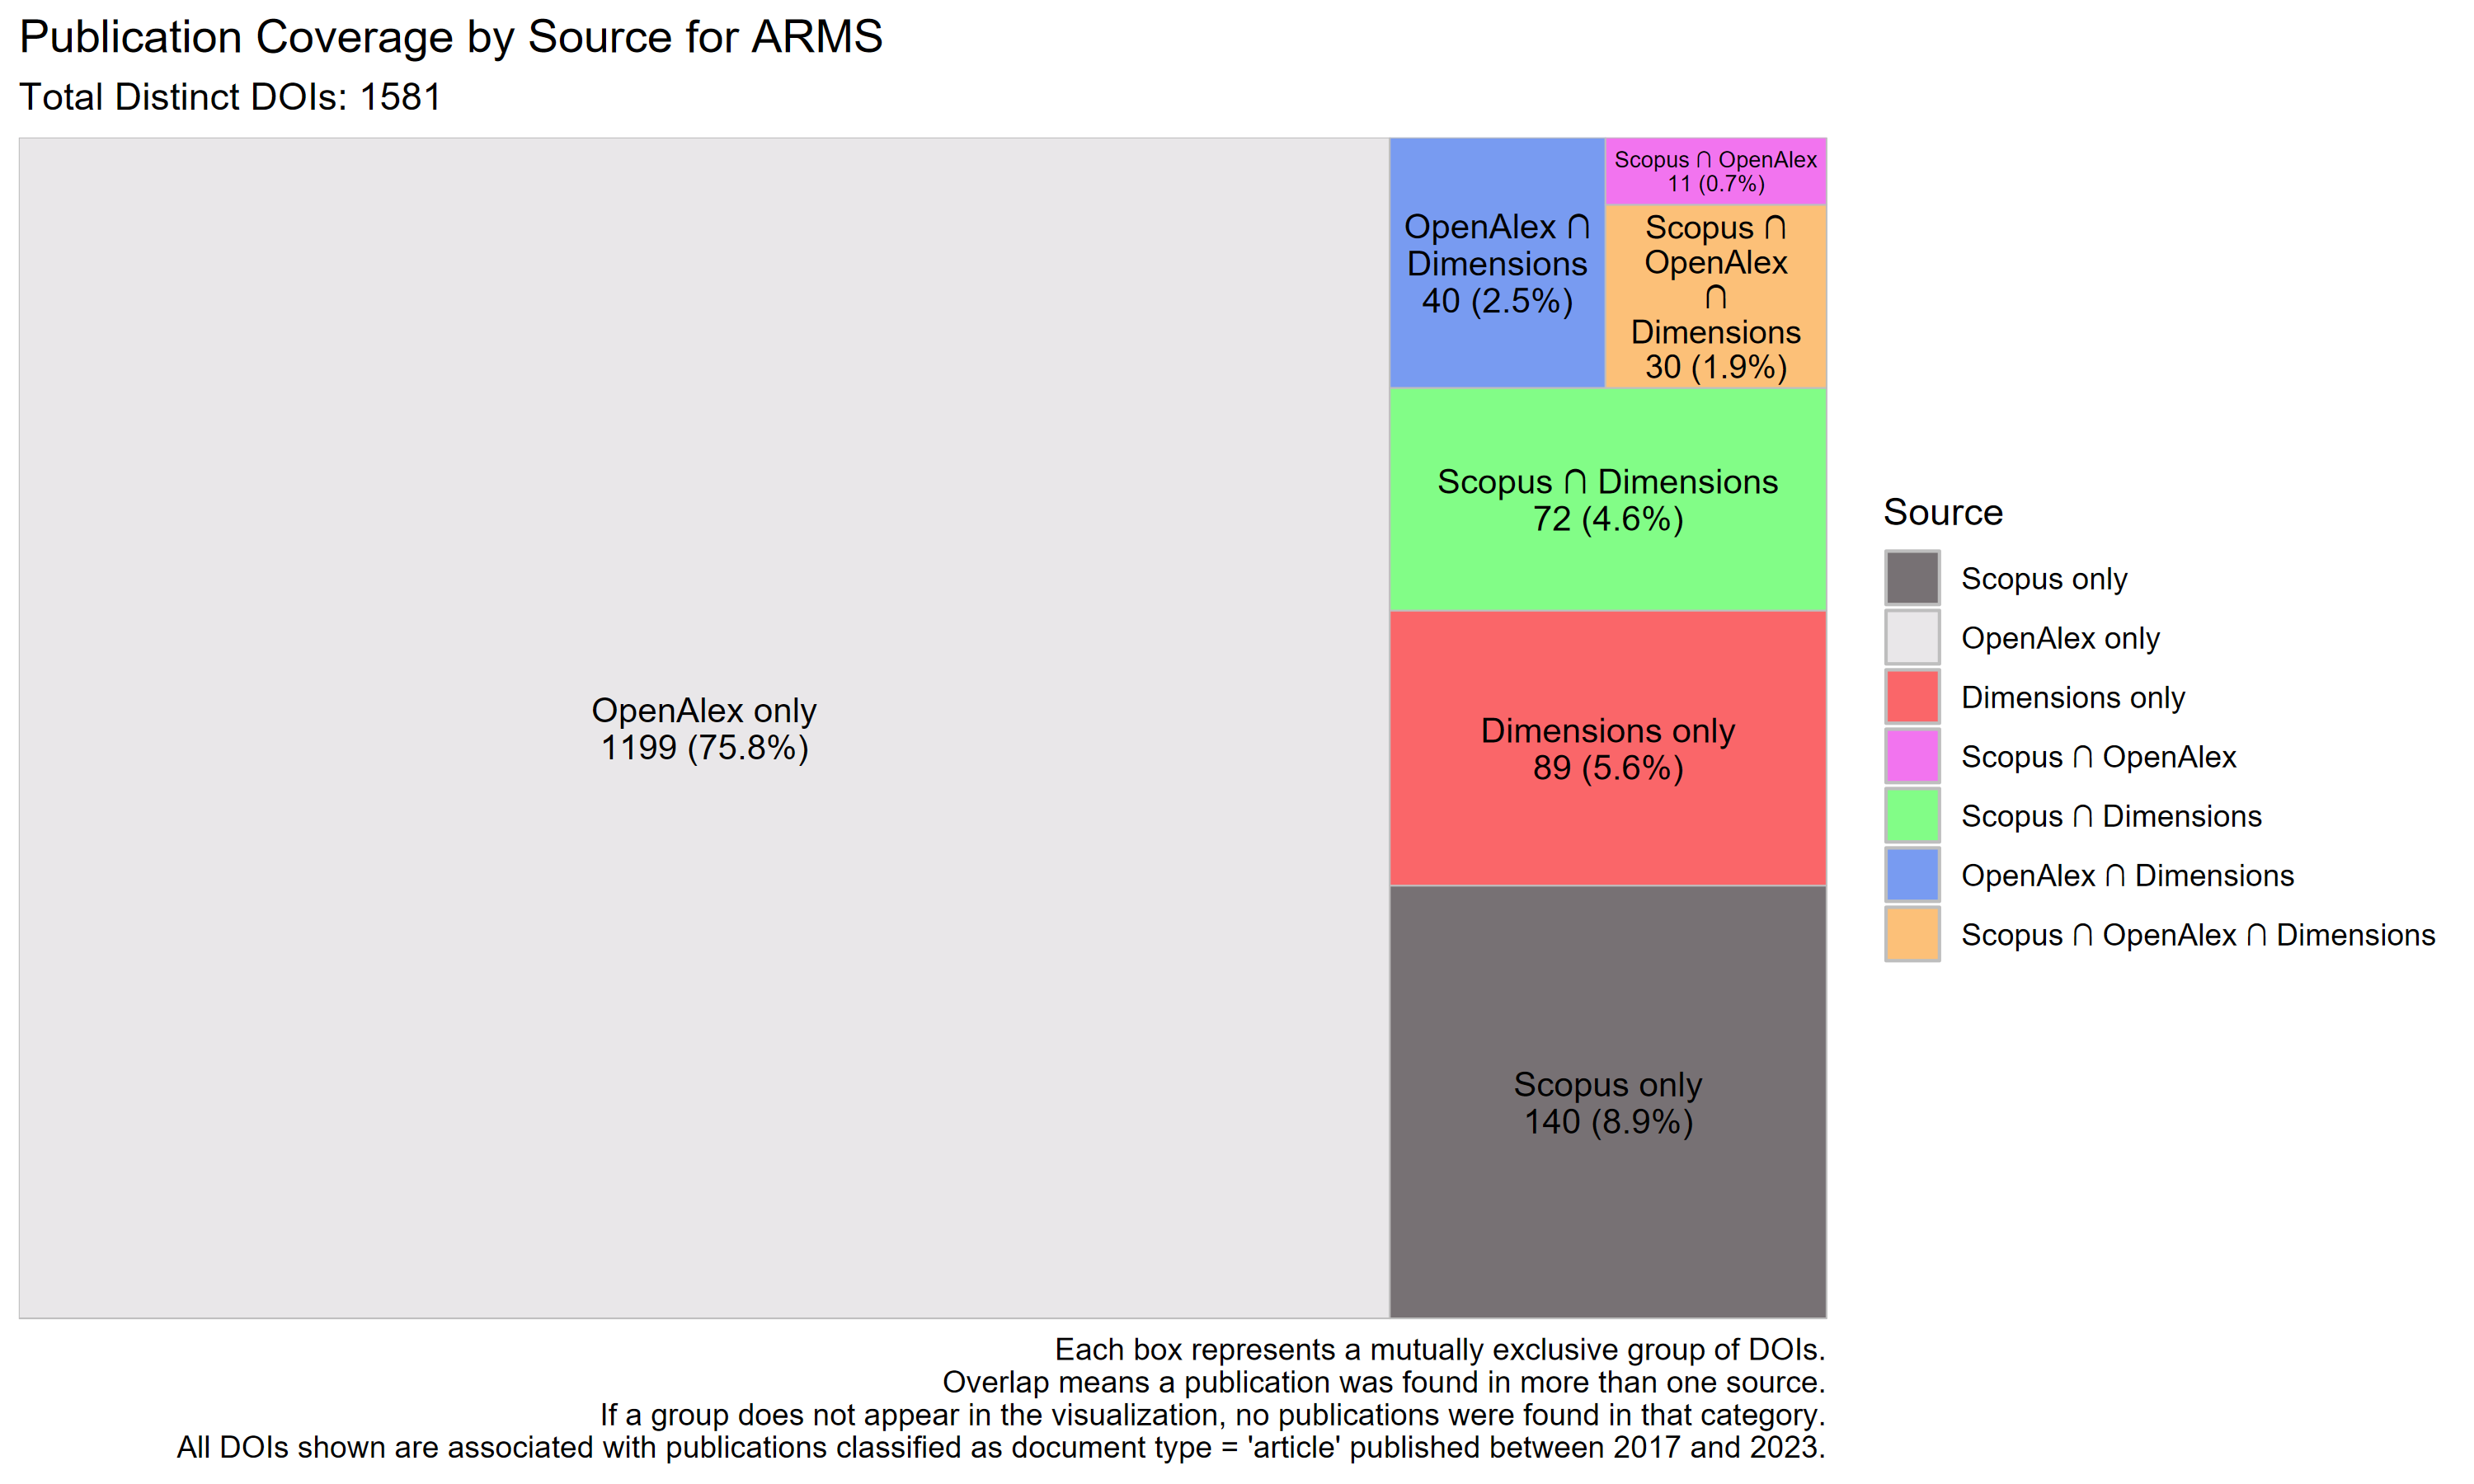 Publication Coverage by Source for ARMS
Total Distinct DOIs: 1581
OpenAlex only
1199 (75.8%)
OpenAlex ∩
Dimensions
40 (2.5%)
Scopus ∩ OpenAlex
11 (0.7%)
Scopus ∩
OpenAlex
∩
Dimensions
30 (1.9%)
Scopus ∩ Dimensions
72 (4.6%)
Dimensions only
89 (5.6%)
Scopus only
140 (8.9%)
Source
Scopus only
OpenAlex only
Dimensions only
Scopus ∩ OpenAlex
Scopus ∩ Dimensions
OpenAlex ∩ Dimensions
Scopus ∩ OpenAlex ∩ Dimensions
Each box represents a mutually exclusive group of DOIs.
Overlap means a publication was found in more than one source.
If a group does not appear in the visualization, no publications were found in that category.
All DOIs shown are associated with publications classified as document type = 'article' published between 2017 and 2023.